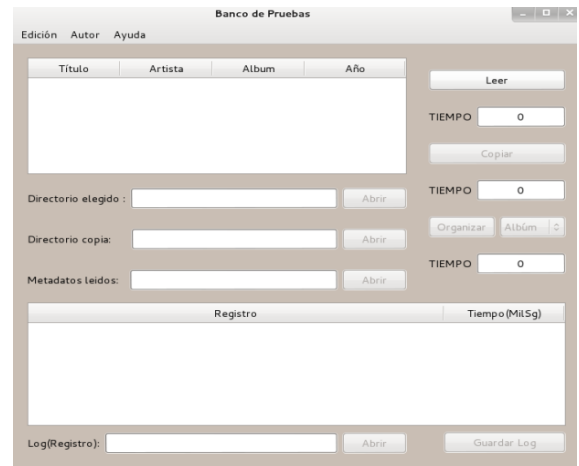 Banco de Pruebas
Edición Autor Ayuda
Título Artista Album Año
Leer
TIEMPO 0
Copiar
Directorio elegido : Abrir
TIEMPO 0
Organizar Albúm
Directorio copia: Abrir
TIEMPO 0
Metadatos leidos: Abrir
Registro Tiempo(MilSg)
Log(Registro): Abrir Guardar Log